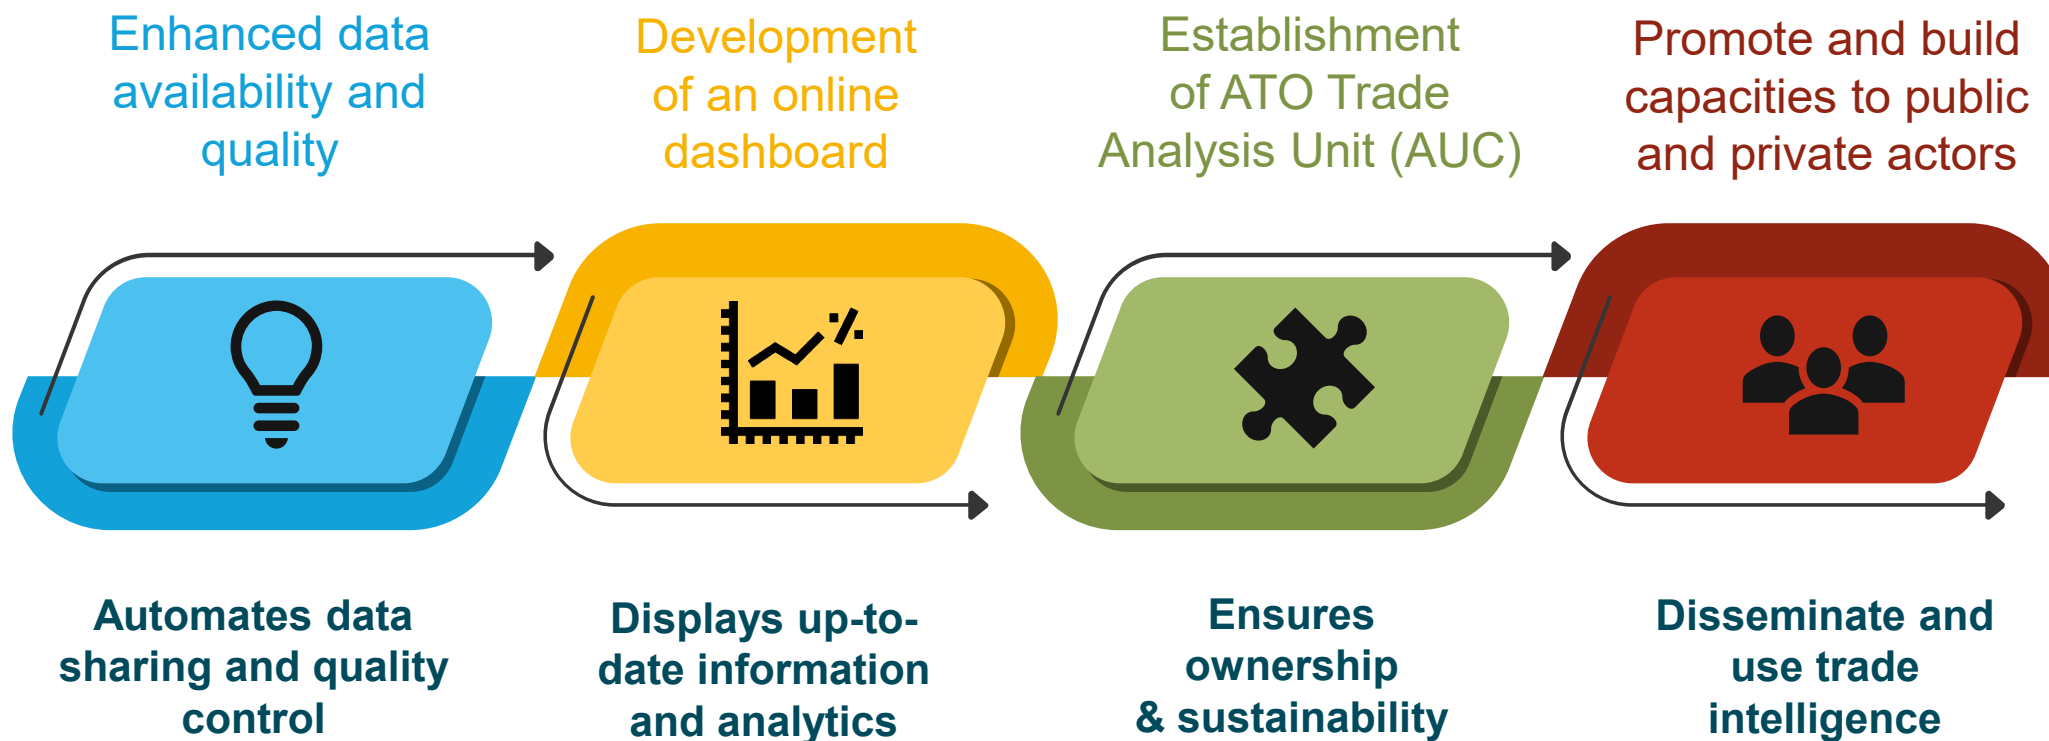 Enhanced data
availability and
quality
Development
of an online
dashboard
Establishment
of ATO Trade
Analysis Unit (AUC)
Promote and build
capacities to public
and private actors
Automates data
sharing and quality
control
Displays up-to-
date information
and analytics
Ensures
ownership
& sustainability
Disseminate and
use trade
intelligence